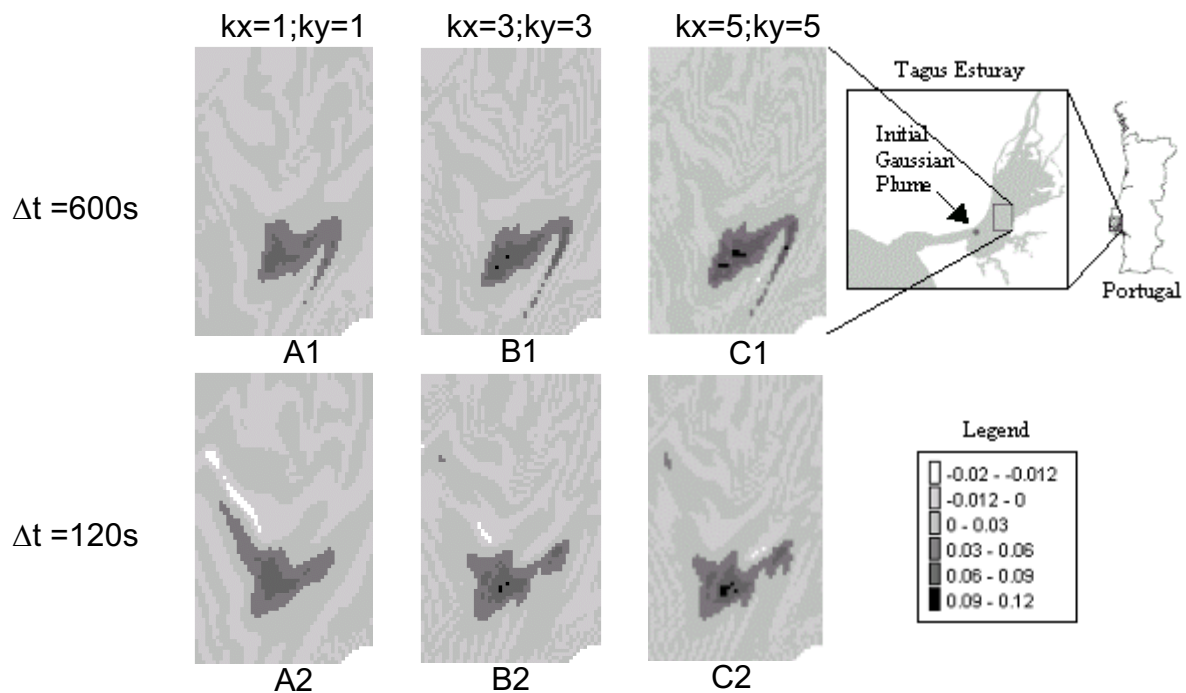 kx=1;ky=1
kx=3;ky=3
kx=5;ky=5
Tagus Esturay
Initial
Gaussian
Plume
Portugal
Δt =600s
A1
B1
C1
Δt =120s
Legend
-0.02 - -0.012
-0.012 - 0
0 - 0.03
0.03 - 0.06
0.06 - 0.09
0.09 - 0.12
A2
B2
C2